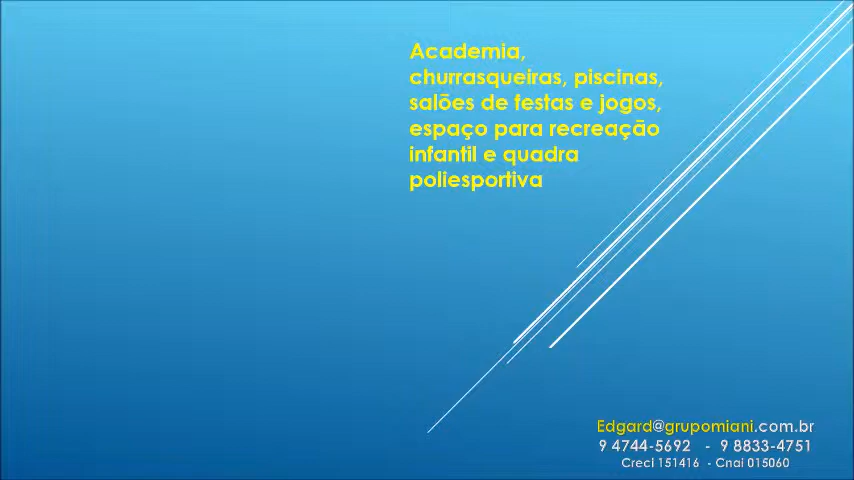 Academia,
churrasqueiras, piscinas,
salões de festas e jogos,
espaço para recreação
infantil e quadra
poliesportiva
Edgard@grupomiani.com.br
9 4744-5692 - 9 8833-4751
Creci 151416 - Cnai 015060